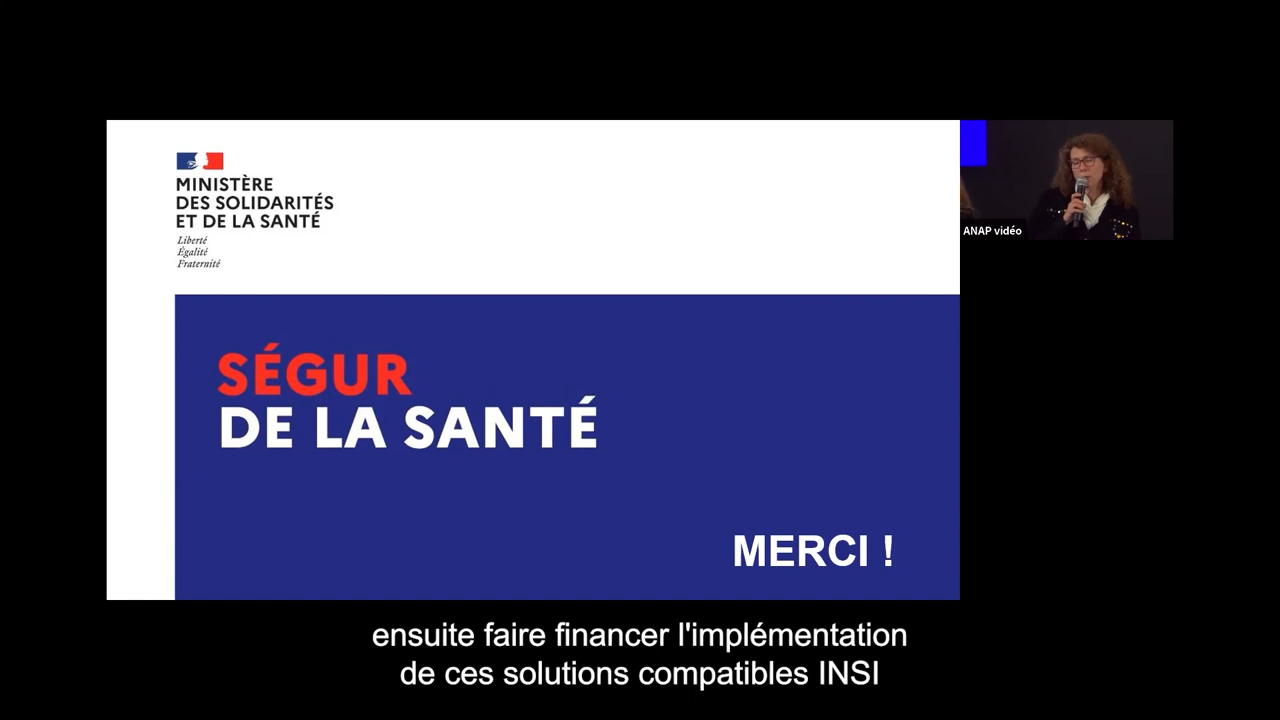 MINISTÈRE
DES SOLIDARITÉS
ET DE LA SANTÉ
Liberté
Égalité
Fraternité
SÉGUR
DE LA SANTÉ
MERCI !
ANAP vidéo
ensuite faire financer l'implémentation
de ces solutions compatibles INSI